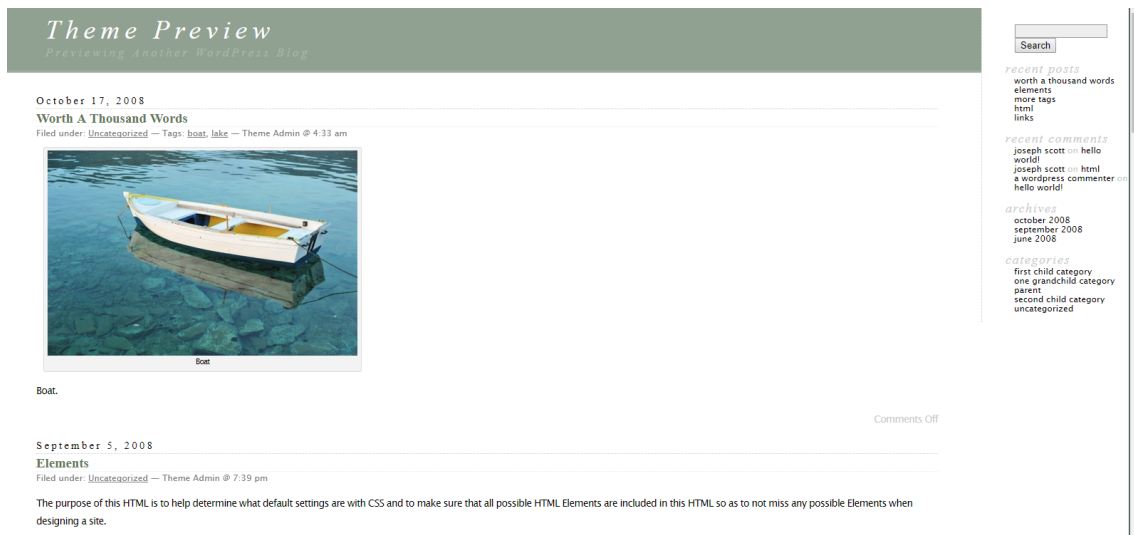 Theme Preview
Previewing Another WordPress Blog
October 17, 2008
Worth A Thousand Words
Filed under: Uncategorized — Tags: boat, lake — Theme Admin @ 4:33 am
Boat
Boat.
Comments Off
September 5, 2008
Elements
Filed under: Uncategorized — Theme Admin @ 7:39 pm
The purpose of this HTML is to help determine what default settings are with CSS and to make sure that all possible HTML Elements are included in this HTML so as to not miss any possible Elements when
designing a site.
Search
recent posts
worth a thousand words
elements
more tags
html
links
recent comments
joseph scott on hello
world!
joseph scott on html
a wordpress commenter on
hello world!
archives
october 2008
september 2008
june 2008
categories
first child category
one grandchild category
parent
second child category
uncategorized